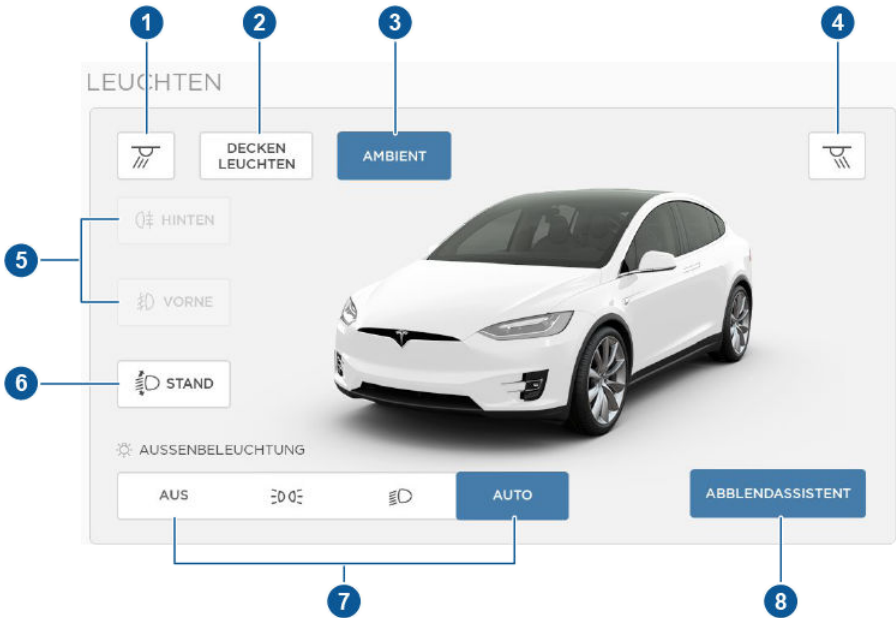 1
2
3
4
LEUCHTEN
DECKEN
LEUCHTEN
AMBIENT
HINTEN
5
VORNE
6
STAND
AUSSENBELEUCHTUNG
AUS
AUTO
ABBLENDASSISTENT
7
8